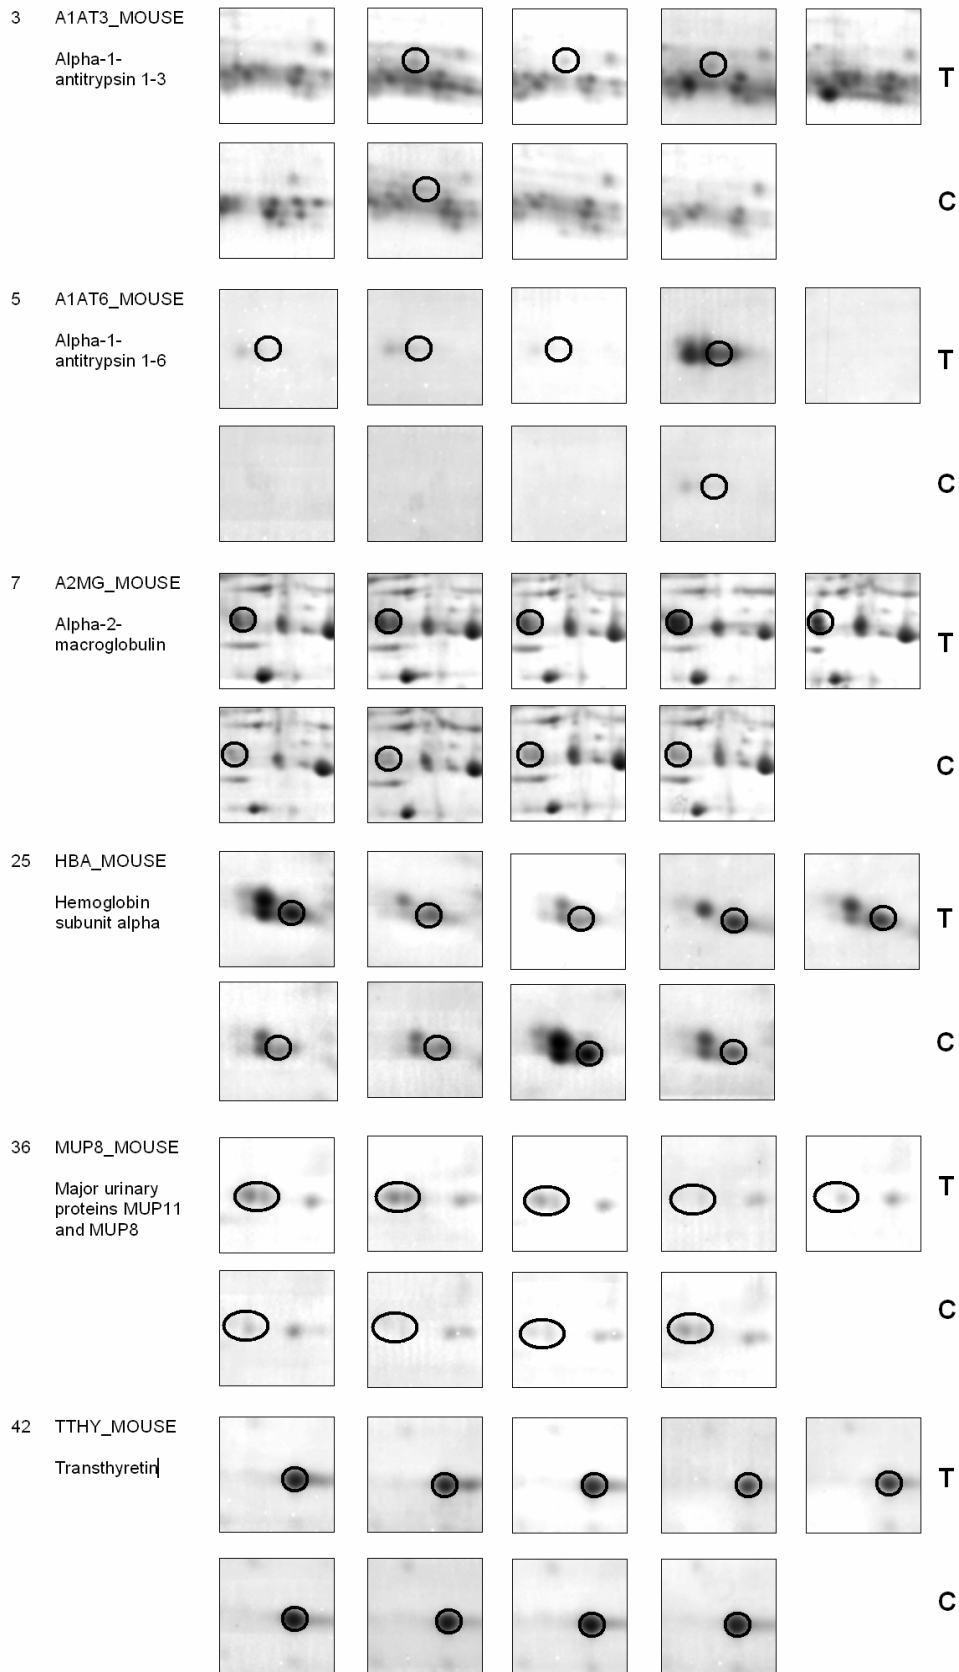 3 A1AT3_MOUSE
Alpha-1-
antitrypsin 1-3
T
C
5 A1AT6_MOUSE
Alpha-1-
antitrypsin 1-6
T
C
7 A2MG_MOUSE
Alpha-2-
macroglobulin
T
C
25 HBA_MOUSE
Hemoglobin
subunit alpha
T
C
36 MUP8_MOUSE
Major urinary
proteins MUP11
and MUP8
T
C
42 TTHY_MOUSE
Transthyretin
T
C